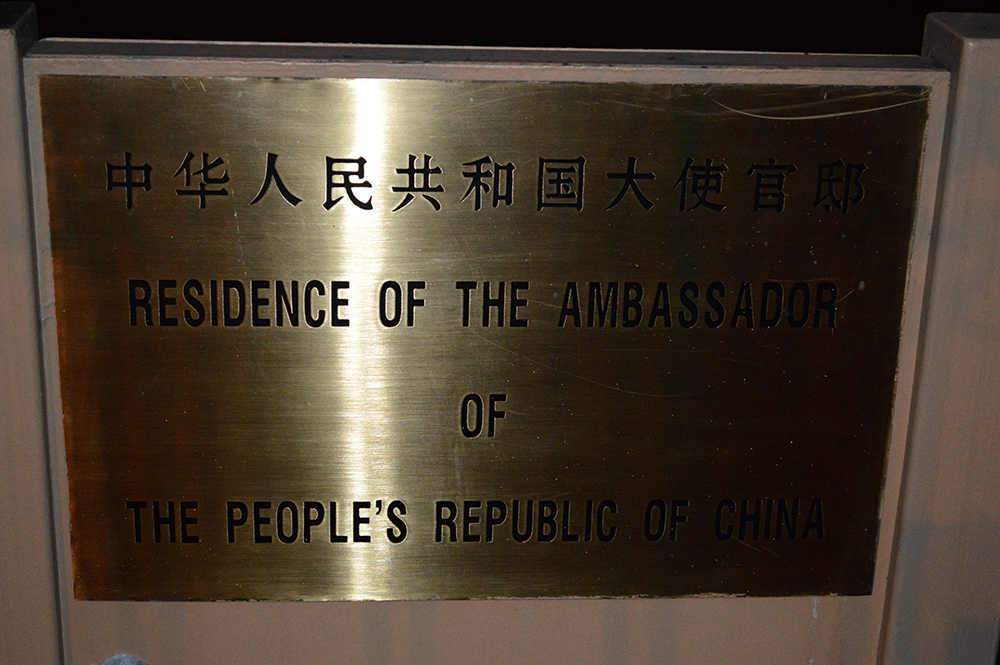 中华人民共和国大使官邸
RESIDENCE OF THE AMBASSADOR
OF
THE PEOPLE'S REPUBLIC OF CHINA